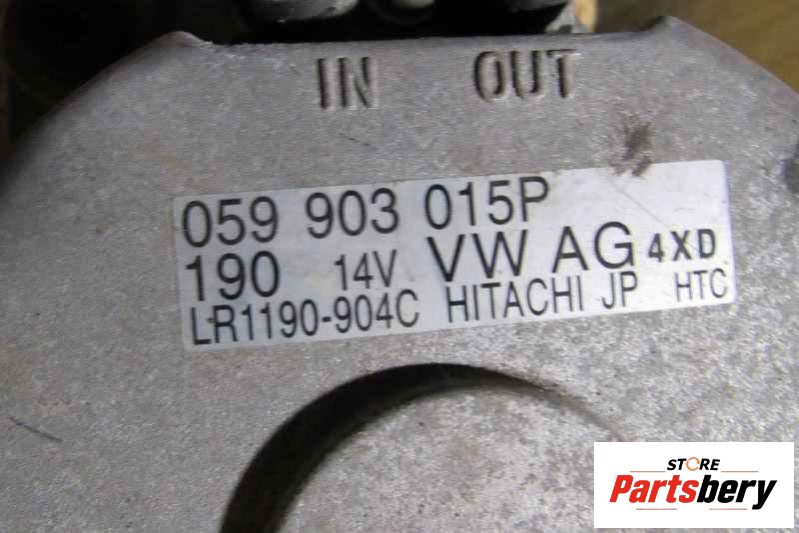 IN OUT
059 903 015P
190 14V VW AG 4XD
LR1190-904C HITACHI JP HTC
STORE
Partsbery